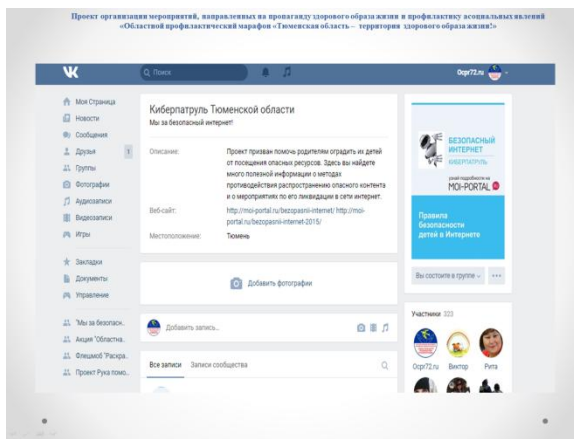 Проект организации мероприятий, направленных на пропаганду здорового образа жизни и профилактику асоциальных явлений
«Областной профилактический марафон «Тюменская область – территория здорового образа жизни!»
Поиск
Ocpr72.ru
Моя Страница
Новости
Сообщения
Друзья 1
Группы
Фотографии
Аудиозаписи
Видеозаписи
Игры
Закладки
Документы
Управление
"Мы за безопасн..
Акция "Областна..
Флешмоб "Раскра..
Проект Рука помо..
Киберпатруль Тюменской области
Мы за безопасный интернет!
Описание: Проект призван помочь родителям оградить их детей
от посещения опасных ресурсов. Здесь вы найдете
много полезной информации о методах
противодействия распространению опасного контента
и о мероприятиях по его ликвидации в сети интернет.
Веб-сайт: http://moi-portal.ru/bezopasnii-internet/ http://moi-
portal.ru/bezopasnii-internet-2015/
Местоположение: Тюмень
Добавить фотографии
Добавить запись...
Все записи Записи сообщества
БЕЗОПАСНЫЙ
ИНТЕРНЕТ
КИБЕРПАТРУЛЬ
узнай подробности на
MOI-PORTAL
Правила
безопасности
детей в Интернете
Вы состоите в группе
Участники 323
Ocpr72.ru Виктор Рита